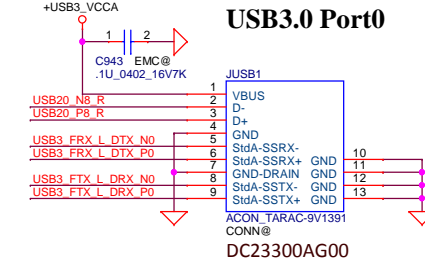 +USB3_VCCA
USB3.0 Port0
1 2
C943 EMC@
.1U_0402_16V7K
JUSB1
1 VBUS
USB20_N8_R 2 D-
USB20_P8_R 3 D+
4 GND
USB3_FRX_L_DTX_N0 5 StdA-SSRX-
USB3_FRX_L_DTX_P0 6 StdA-SSRX+ GND 10
7 GND-DRAIN GND 11
USB3_FTX_L_DRX_N0 8 StdA-SSTX- GND 12
USB3_FTX_L_DRX_P0 9 StdA-SSTX+ GND 13
ACON_TARAC-9V1391
CONN@
DC23300AG00